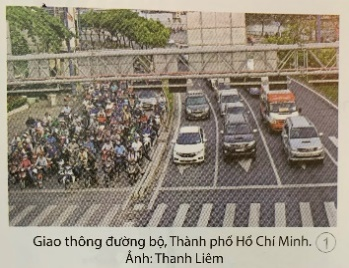 Giao thông đường bộ, Thành phố Hồ Chí Minh. 1
Ảnh: Thanh Liêm